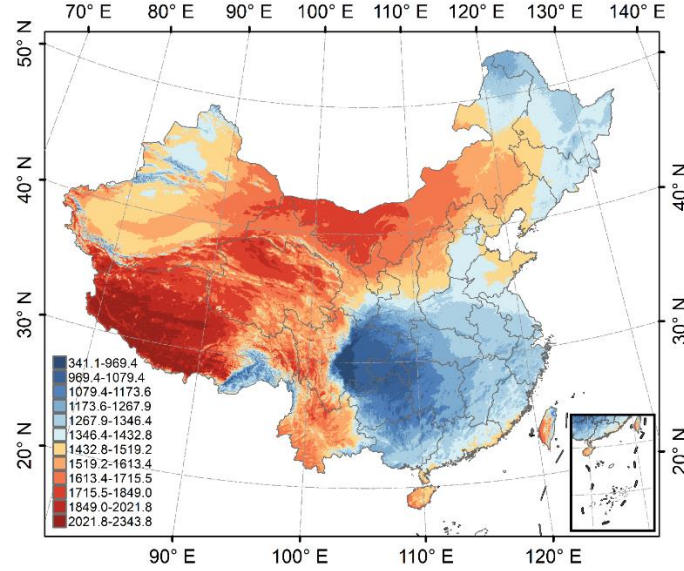 70° E 80° E 90° E 100° E 110° E 120° E 130° E 140° E
50° N
40° N
30° N
20° N
50° N
40° N
30° N
20° N
341.1-969.4
969.4-1079.4
1079.4-1173.6
1173.6-1267.9
1267.9-1346.4
1346.4-1432.8
1432.8-1519.2
1519.2-1613.4
1613.4-1715.5
1715.5-1849.0
1849.0-2021.8
2021.8-2343.8
90° E 100° E 110° E 120° E